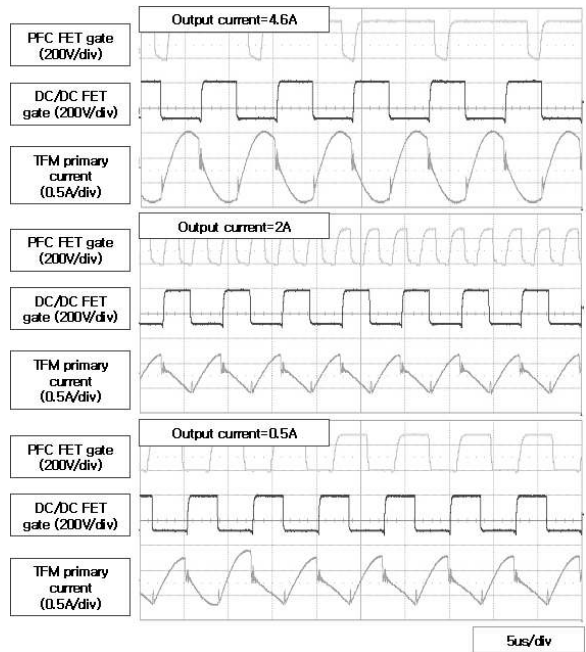 Output current=4.6A
PFC FET gate
(200V/div)
DC/DC FET
gate (200V/div)
TFM primary
current
(0.5A/div)
Output current=2A
PFC FET gate
(200V/div)
DC/DC FET
gate (200V/div)
TFM primary
current
(0.5A/div)
Output current=0.5A
PFC FET gate
(200V/div)
DC/DC FET
gate (200V/div)
TFM primary
current
(0.5A/div)
5us/div